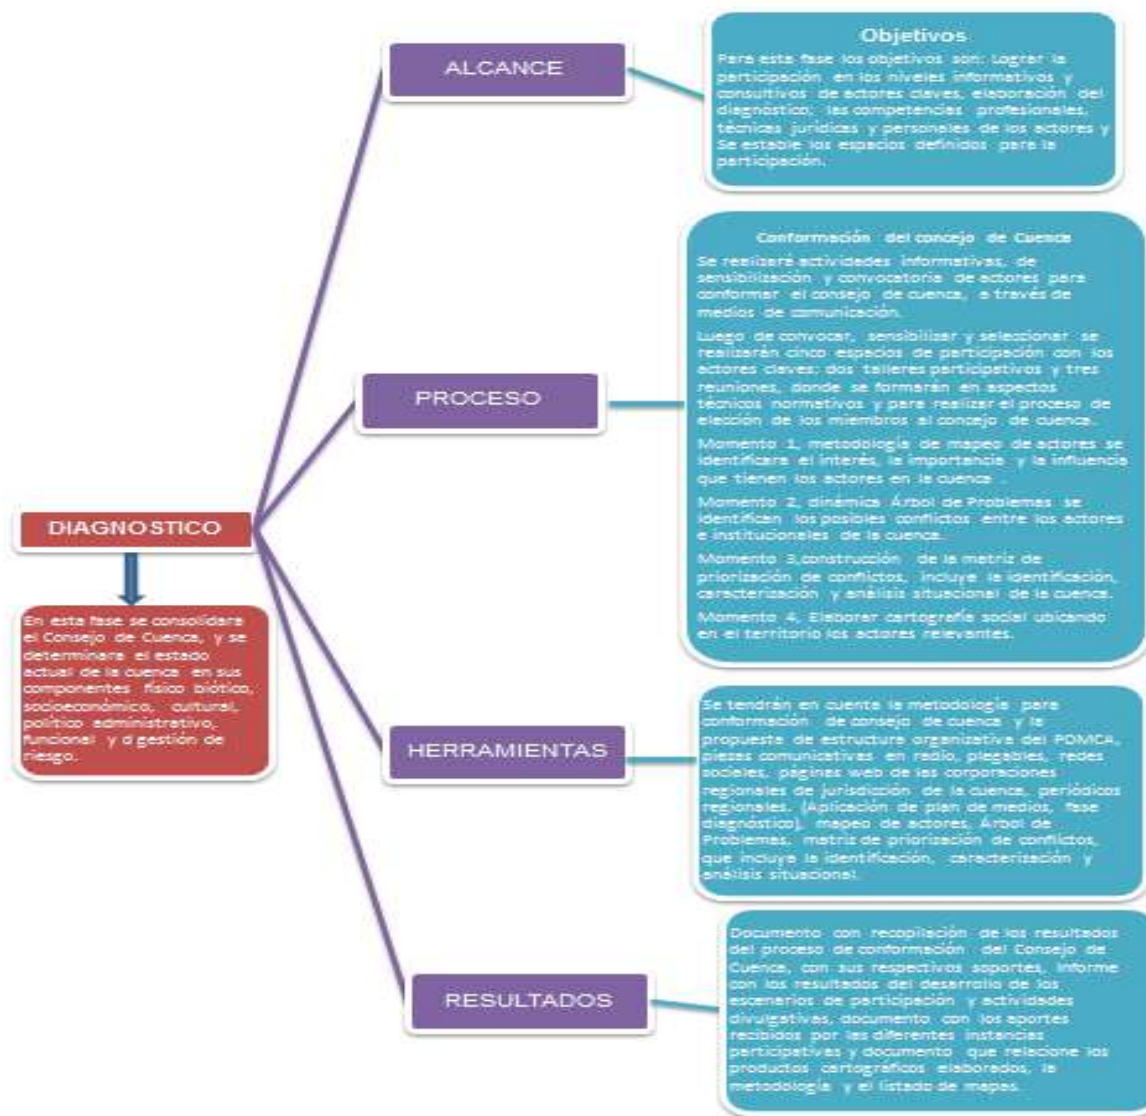 DIAGNOSTICO
En esta fase se consolidara
el Consejo de Cuenca, y se
determinara el estado
actual de la cuenca en sus
componentes físico biótico,
socioeconómico, cultural,
político administrativo,
funcional y d gestión de
riesgo.
ALCANCE
Objetivos
Para esta fase los objetivos son: Lograr la
participación en los niveles informativos y
consultivos de actores claves, elaboración del
diagnóstico; las competencias profesionales,
técnicas jurídicas y personales de los actores y
Se estable los espacios definidos para la
participación.
PROCESO
Conformación del concejo de Cuenca
Se realizará actividades informativas, de
sensibilización y convocatoria de actores para
conformar el consejo de cuenca, a través de
medios de comunicación.
Luego de convocar, sensibilizar y seleccionar se
realizarán cinco espacios de participación con los
actores claves: dos talleres participativos y tres
reuniones, donde se formarán en aspectos
técnicos normativos y para realizar el proceso de
elección de los miembros al concejo de cuenca.
Momento 1, metodología de mapeo de actores se
identificara el interés, la importancia y la influencia
que tienen los actores en la cuenca .
Momento 2, dinámica Árbol de Problemas se
identifican los posibles conflictos entre los actores
e institucionales de la cuenca.
Momento 3,construcción de la matriz de
priorización de conflictos, incluye la identificación,
caracterización y análisis situacional de la cuenca.
Momento 4, Elaborar cartografía social ubicando
en el territorio los actores relevantes.
HERRAMIENTAS
Se tendrán en cuenta la metodología para
conformación de consejo de cuenca y la
propuesta de estructura organizativa del POMCA,
piezas comunicativas en radio, plegables, redes
sociales, páginas web de las corporaciones
regionales de jurisdicción de la cuenca, periódicos
regionales. (Aplicación de plan de medios, fase
diagnóstico), mapeo de actores, Árbol de
Problemas, matriz de priorización de conflictos,
que incluya la identificación, caracterización y
análisis situacional.
RESULTADOS
Documento con recopilación de los resultados
del proceso de conformación del Consejo de
Cuenca, con sus respectivos soportes, Informe
con los resultados del desarrollo de los
escenarios de participación y actividades
divulgativas, documento con los aportes
recibidos por las diferentes instancias
participativas y documento que relacione los
productos cartográficos elaborados, la
metodología y el listado de mapas.